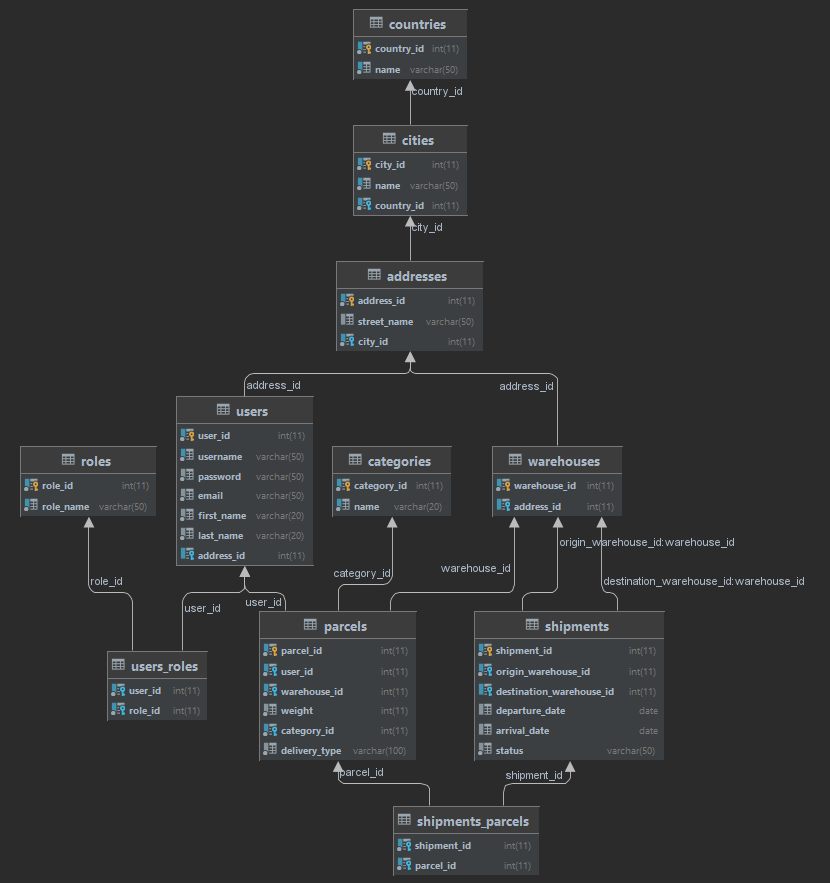 countries
country_id int(11)
name varchar(50)
country_id
cities
city_id int(11)
name varchar(50)
country_id int(11)
city_id
addresses
address_id int(11)
street_name varchar(50)
city_id int(11)
address_id
address_id
users
user_id int(11)
username varchar(50)
password varchar(50)
email varchar(50)
first_name varchar(20)
last_name varchar(20)
address_id int(11)
roles
role_id int(11)
role_name varchar(50)
categories
category_id int(11)
name varchar(20)
warehouses
warehouse_id int(11)
address_id int(11)
origin_warehouse_id:warehouse_id
warehouse_id
category_id
destination_warehouse_id:warehouse_id
role_id
user_id
user_id
users_roles
user_id int(11)
role_id int(11)
parcels
parcel_id int(11)
user_id int(11)
warehouse_id int(11)
weight int(11)
category_id int(11)
delivery_type varchar(100)
shipments
shipment_id int(11)
origin_warehouse_id int(11)
destination_warehouse_id int(11)
departure_date date
arrival_date date
status varchar(50)
parcel_id
shipment_id
shipments_parcels
shipment_id int(11)
parcel_id int(11)